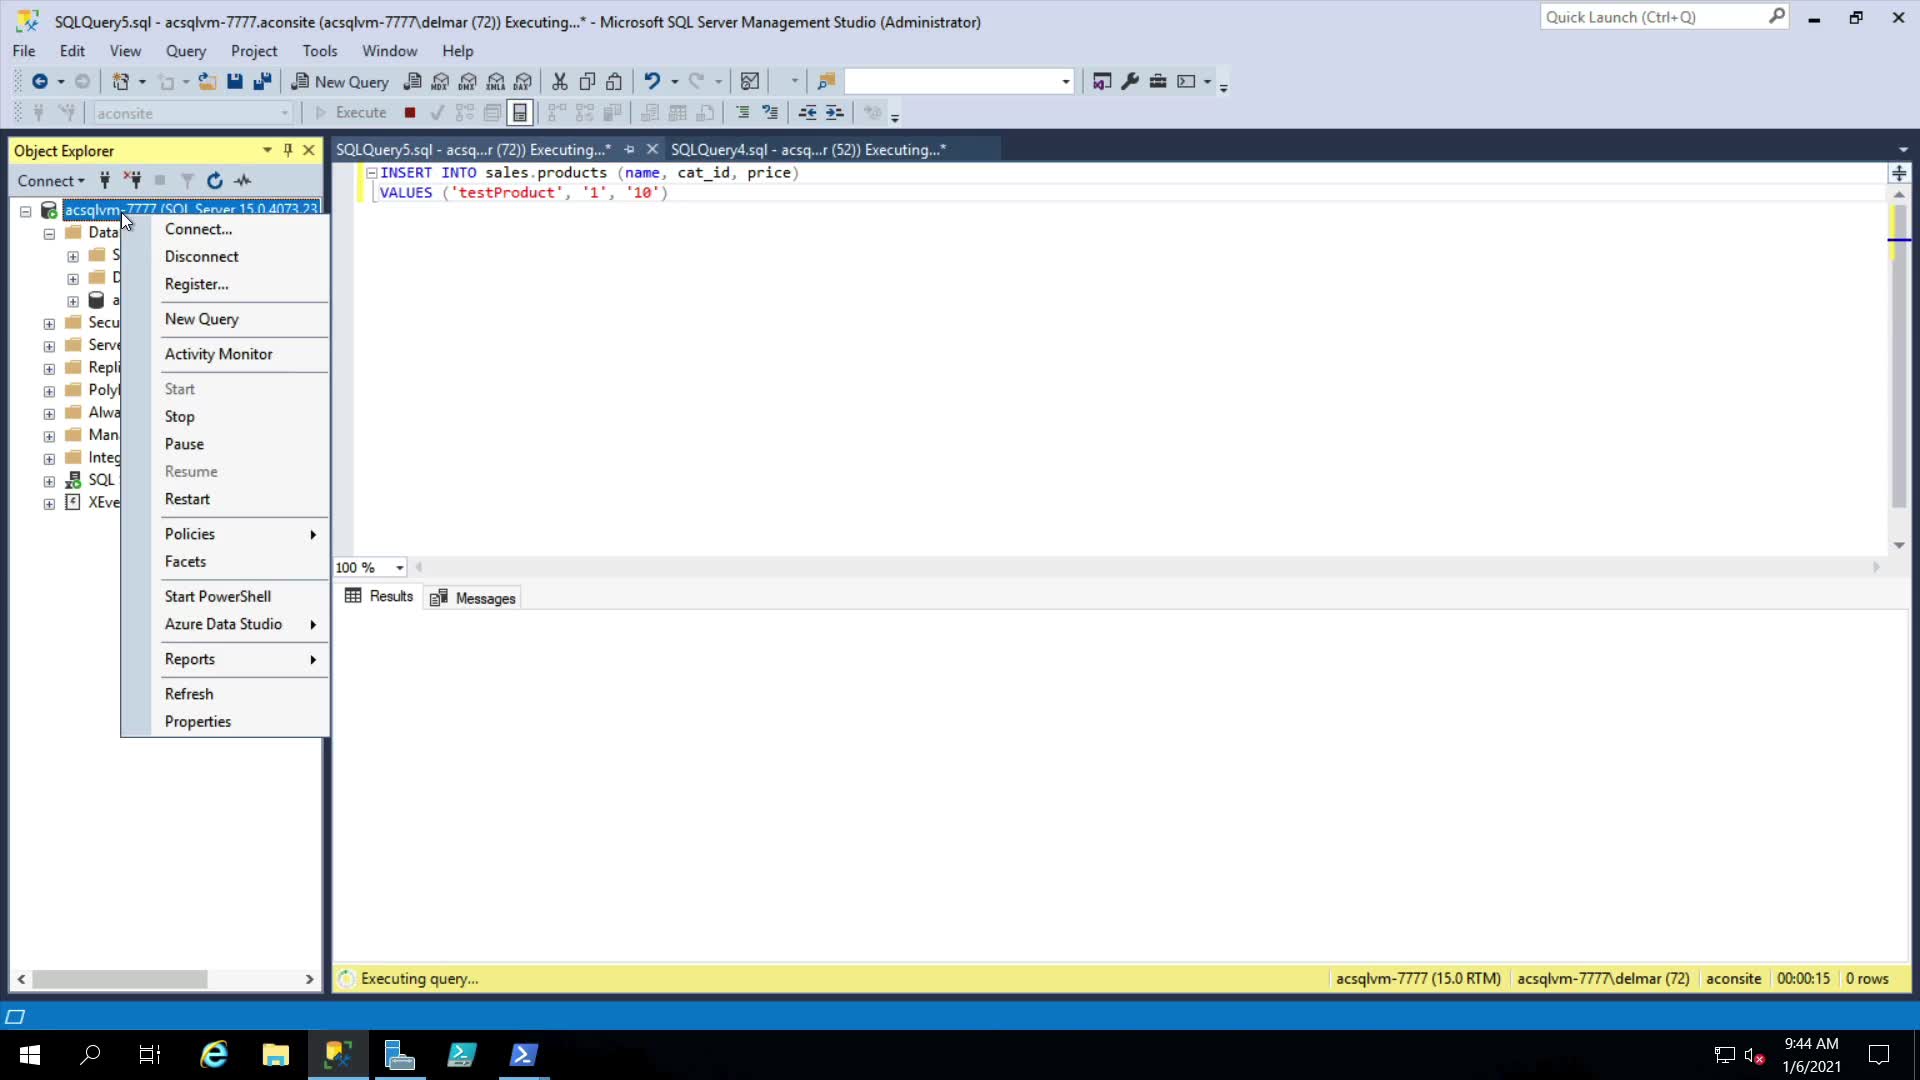 SQLQuery5.sql - acsqlvm-7777.aconsite (acsqlvm-7777\delmar (72)) Executing...* - Microsoft SQL Server Management Studio (Administrator)
Quick Launch (Ctrl+Q)
File Edit View Query Project Tools Window Help
New Query MDX DMX XMLA DAX
aconsite Execute
Object Explorer
SQLQuery5.sql - acsq...r (72)) Executing...* SQLQuery4.sql - acsq...r (52)) Executing...*
Connect
INSERT INTO sales.products (name, cat_id, price)
VALUES ('testProduct', '1', '10')
acsqlvm-7777 (SQL Server 15.0.4073.23
Data
S
D
a
Secu
Serve
Repli
Alwa
Integ
SQL
XEve
Connect...
Disconnect
Register...
New Query
Activity Monitor
Start
Stop
Pause
Resume
Restart
Policies
Facets
Start PowerShell
Azure Data Studio
Reports
Refresh
Properties
100 %
Results Messages
Executing query...
acsqlvm-7777 (15.0 RTM) acsqlvm-7777\delmar (72) aconsite 00:00:15 0 rows
9:44 AM
1/6/2021